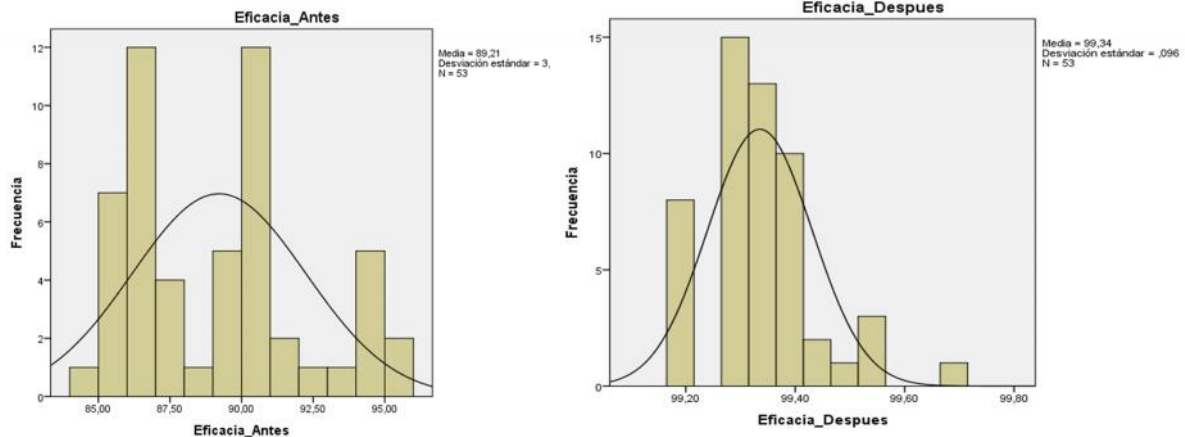 Eficacia_Antes
Media = 89,21
Desviación estándar = 3,
N = 53
12
10
8
6
4
2
0
Frecuencia
85,00 87,50 90,00 92,50 95,00
Eficacia_Antes
Eficacia_Despues
Media = 99,34
Desviación estándar = ,096
N = 53
15
10
5
0
Frecuencia
99,20 99,40 99,60 99,80
Eficacia_Despues